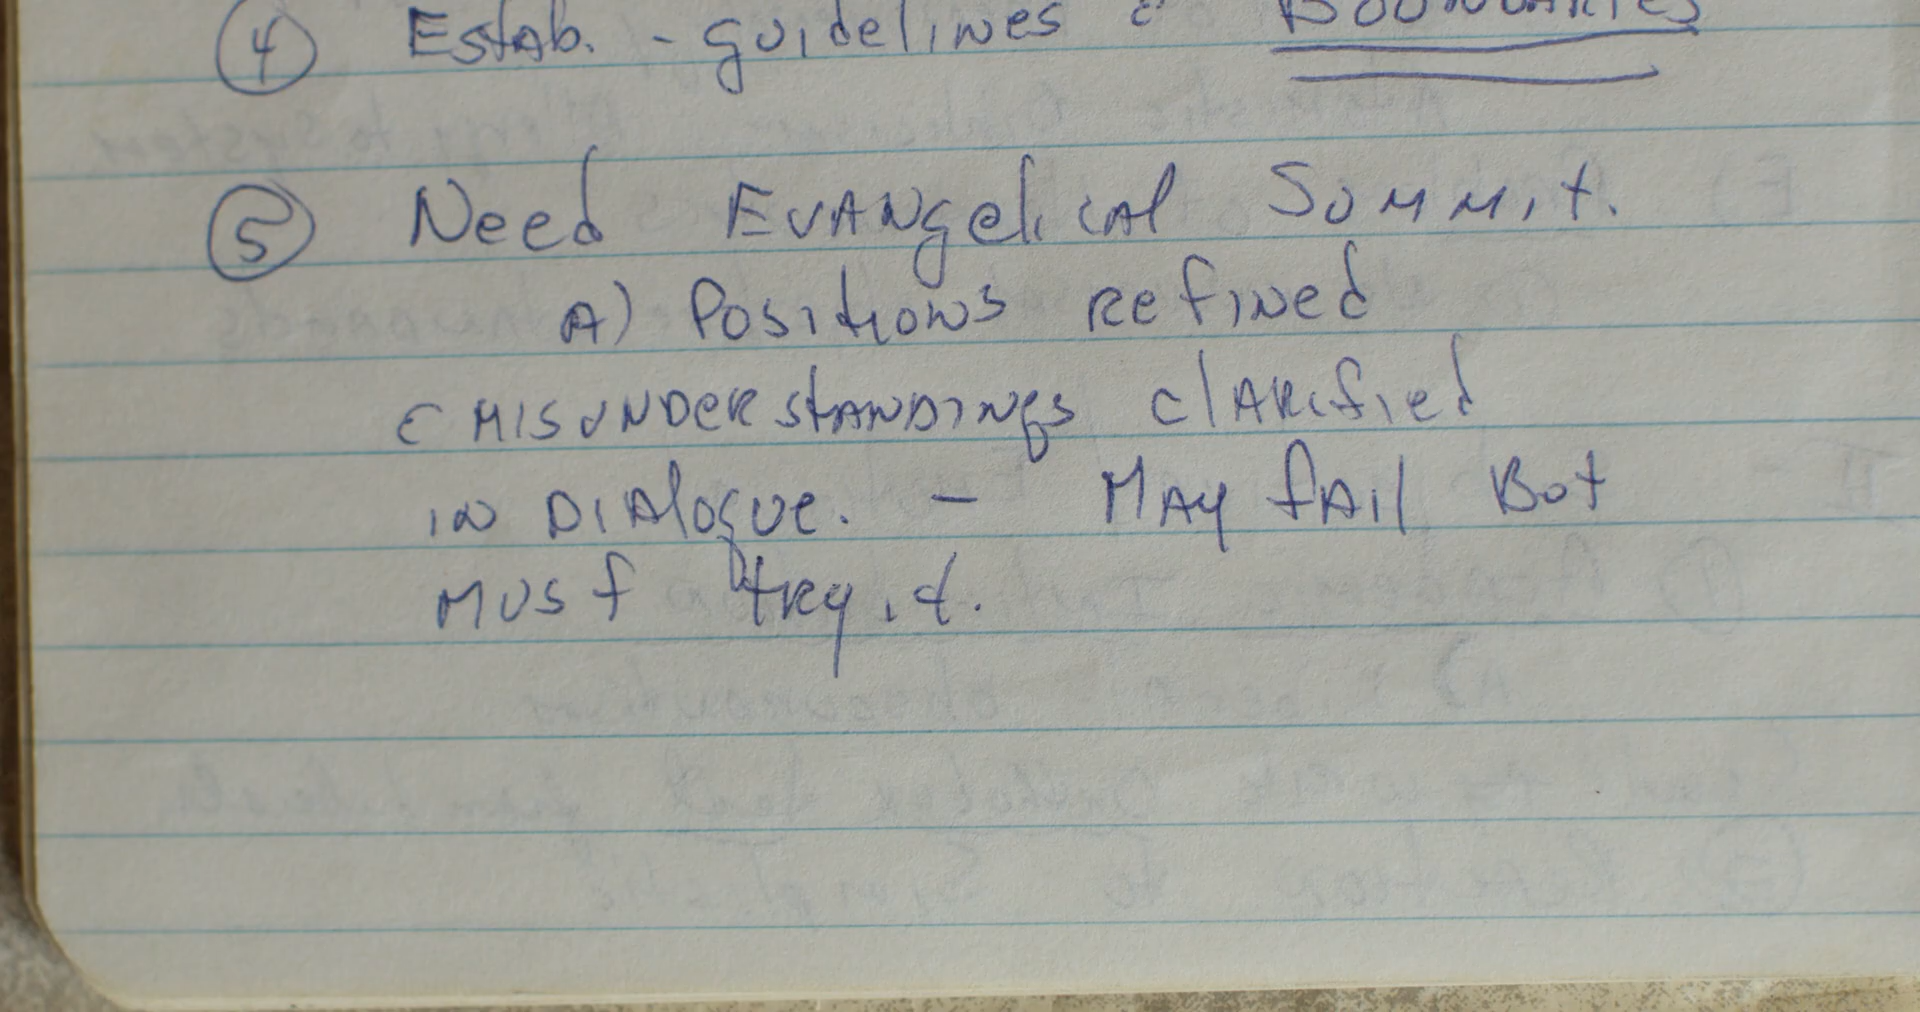 ④ Estab. - guidelines & BOUNDARIES
⑤ Need Evangelical Summit.
A) Positions refined
& misunderstandings clarified
in Dialogue. - May fail But
must try it.